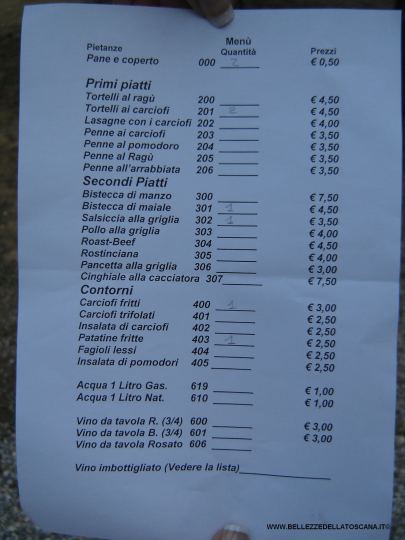 Menù
Pietanze Quantità Prezzi
Pane e coperto 000 2 € 0,50
Primi piatti
Tortelli al ragù 200 € 4,50
Tortelli ai carciofi 201 2 € 4,50
Lasagne con i carciofi 202 € 4,00
Penne ai carciofi 203 € 3,50
Penne al pomodoro 204 € 3,50
Penne al Ragù 205 € 3,50
Penne all'arrabbiata 206 € 3,50
Secondi Piatti
Bistecca di manzo 300 € 7,50
Bistecca di maiale 301 1 € 4,50
Salsiccia alla griglia 302 1 € 3,50
Pollo alla griglia 303 € 4,00
Roast-Beef 304 € 4,50
Rostinciana 305 € 4,00
Pancetta alla griglia 306 € 3,00
Cinghiale alla cacciatora 307 € 7,50
Contorni
Carciofi fritti 400 1 € 3,00
Carciofi trifolati 401 € 2,50
Insalata di carciofi 402 € 2,50
Patatine fritte 403 1 € 2,50
Fagioli lessi 404 € 2,50
Insalata di pomodori 405 € 2,50
Acqua 1 Litro Gas. 619 € 1,00
Acqua 1 Litro Nat. 610 € 1,00
Vino da tavola R. (3/4) 600 € 3,00
Vino da tavola B. (3/4) 601 € 3,00
Vino da tavola Rosato 606
Vino imbottigliato (Vedere la lista)
WWW.BELLEZZEDELLATOSCANA.IT©